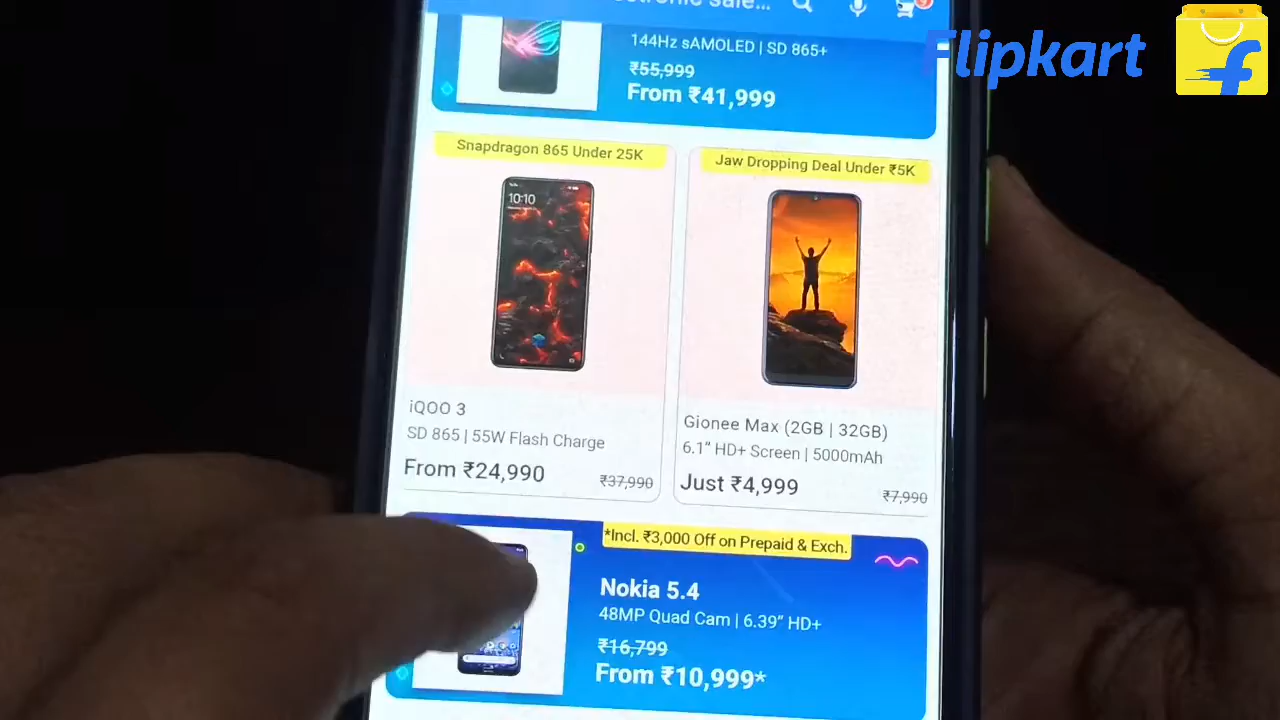 sale...
Flipkart
144Hz sAMOLED | SD 865+
₹55,999
From ₹41,999
Snapdragon 865 Under 25K
Jaw Dropping Deal Under ₹5K
10:10
iQOO 3
SD 865 | 55W Flash Charge
From ₹24,990
₹37,990
Gionee Max (2GB | 32GB)
6.1" HD+ Screen | 5000mAh
Just ₹4,999
₹7,990
*Incl. ₹3,000 Off on Prepaid & Exch.
Nokia 5.4
48MP Quad Cam | 6.39" HD+
₹16,799
From ₹10,999*